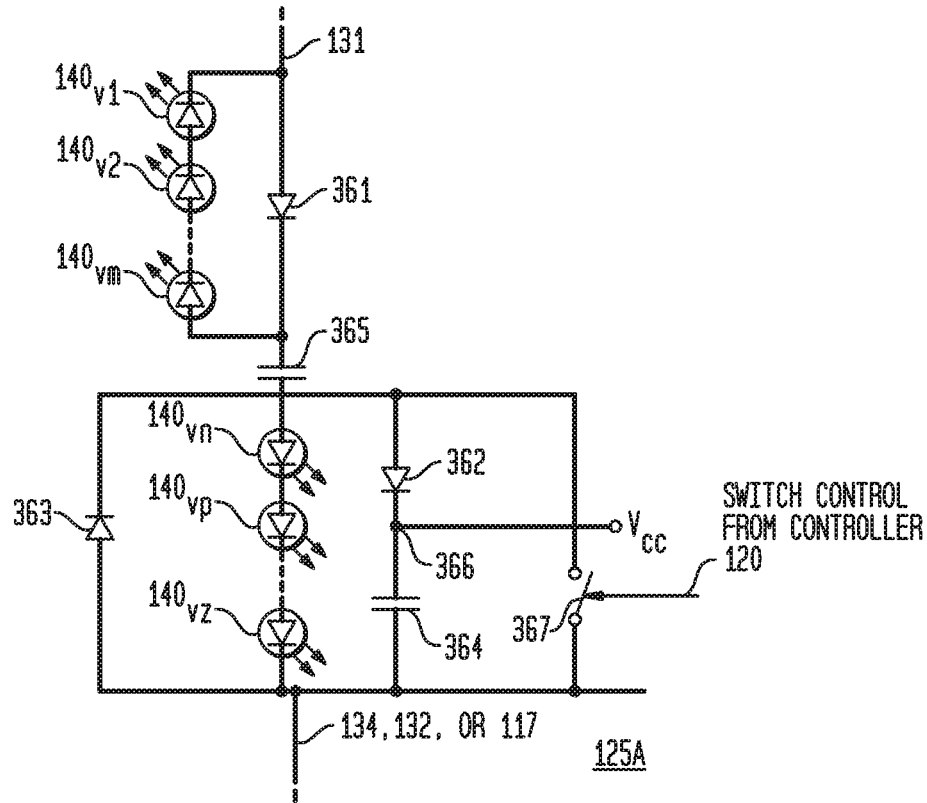 131
140v1
140v2
361
140vm
365
140vn
362
140vp
SWITCH CONTROL
FROM CONTROLLER
120
363
Vcc
366
140vz
367
364
134, 132, OR 117
125A